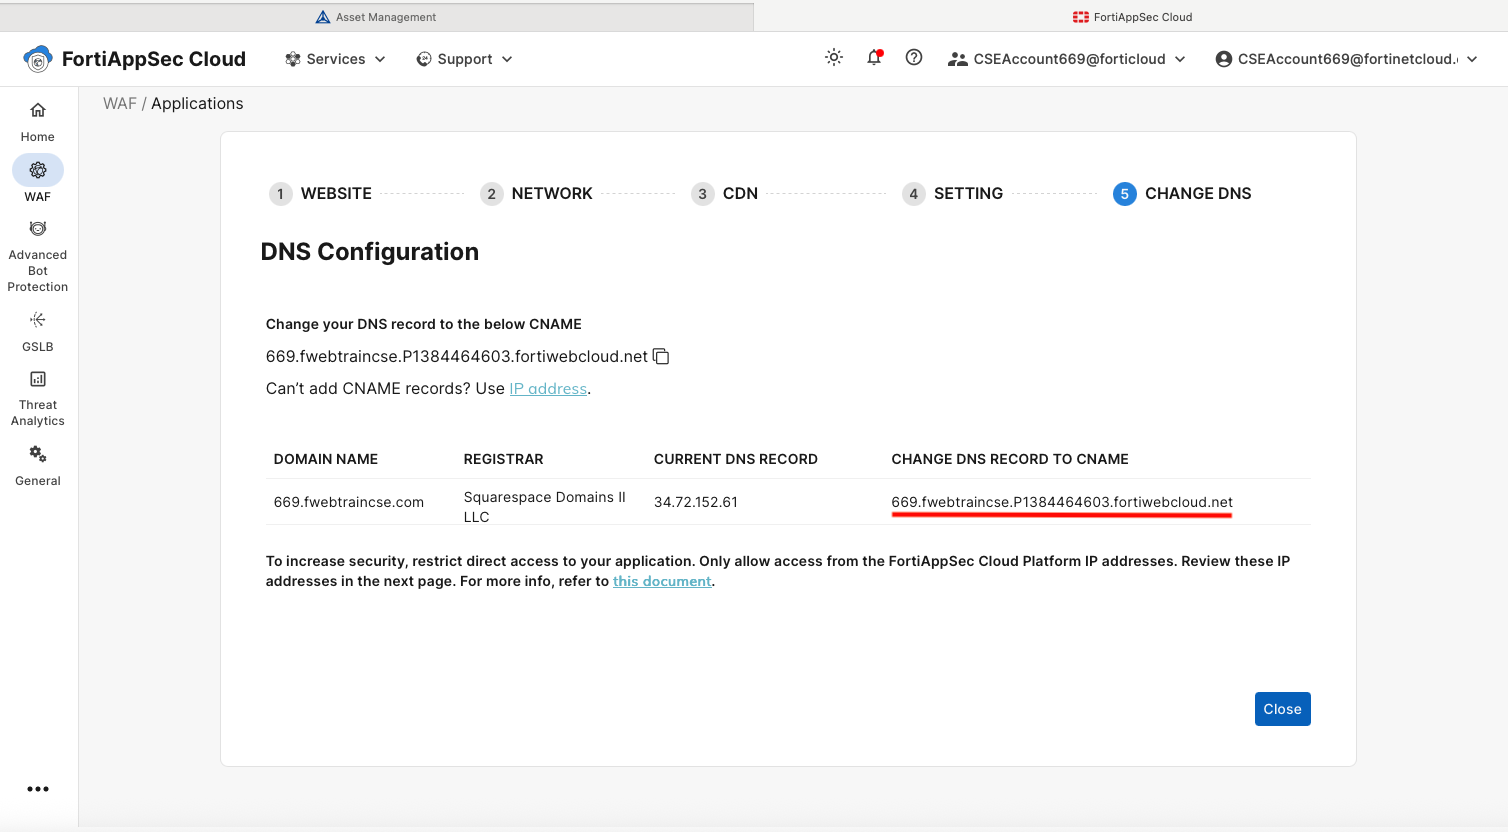 Asset Management
FortiAppSec Cloud
FortiAppSec Cloud
Services
Support
CSEAccount669@forticloud
CSEAccount669@fortinetcloud.
WAF / Applications
Home
WAF
Advanced
Bot
Protection
GSLB
Threat
Analytics
General
1 WEBSITE
2 NETWORK
3 CDN
4 SETTING
5 CHANGE DNS
DNS Configuration
Change your DNS record to the below CNAME
669.fwebtraincse.P1384464603.fortiwebcloud.net
Can’t add CNAME records? Use IP address.
DOMAIN NAME
REGISTRAR
CURRENT DNS RECORD
CHANGE DNS RECORD TO CNAME
669.fwebtraincse.com
Squarespace Domains II
LLC
34.72.152.61
669.fwebtraincse.P1384464603.fortiwebcloud.net
To increase security, restrict direct access to your application. Only allow access from the FortiAppSec Cloud Platform IP addresses. Review these IP
addresses in the next page. For more info, refer to this document.
Close